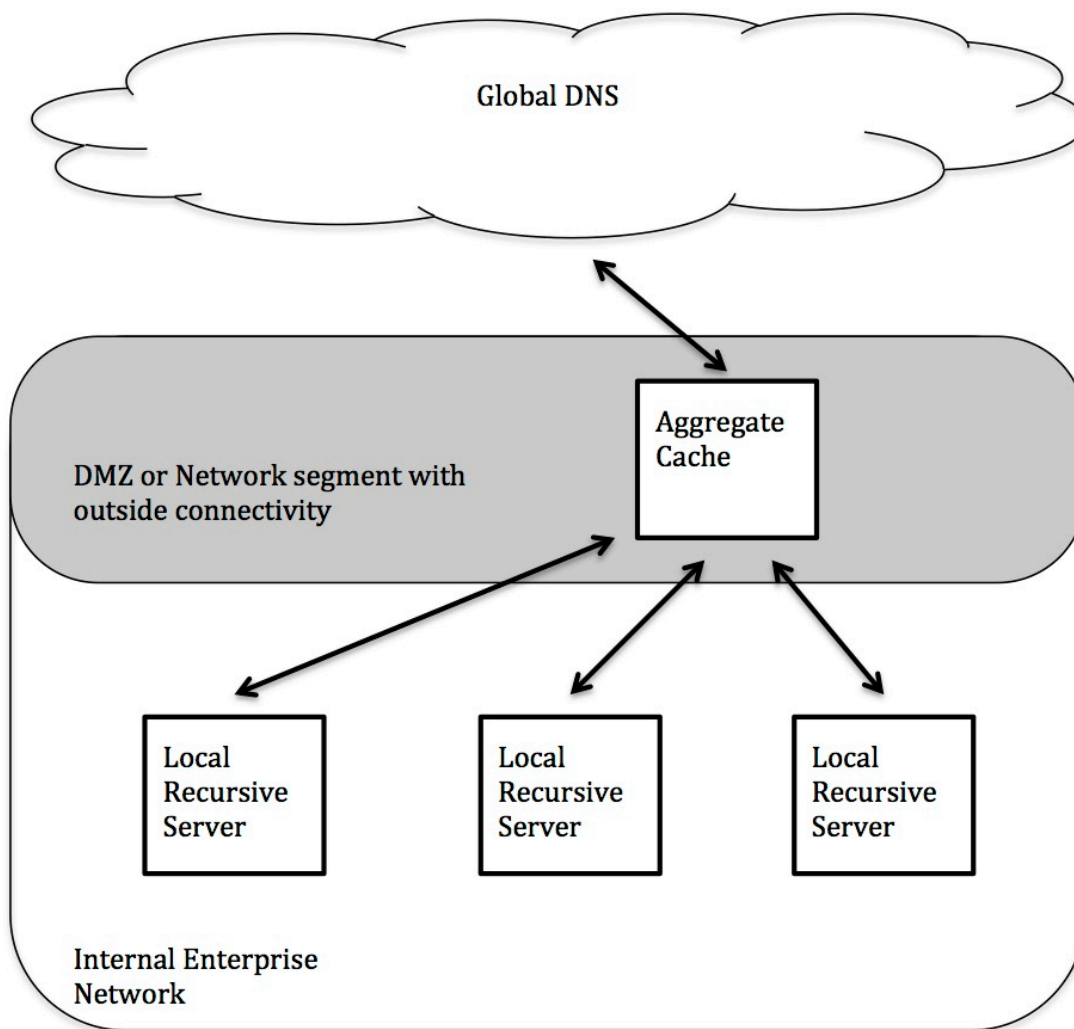 Global DNS
Aggregate
Cache
DMZ or Network segment with
outside connectivity
Local
Recursive
Server
Local
Recursive
Server
Local
Recursive
Server
Internal Enterprise
Network